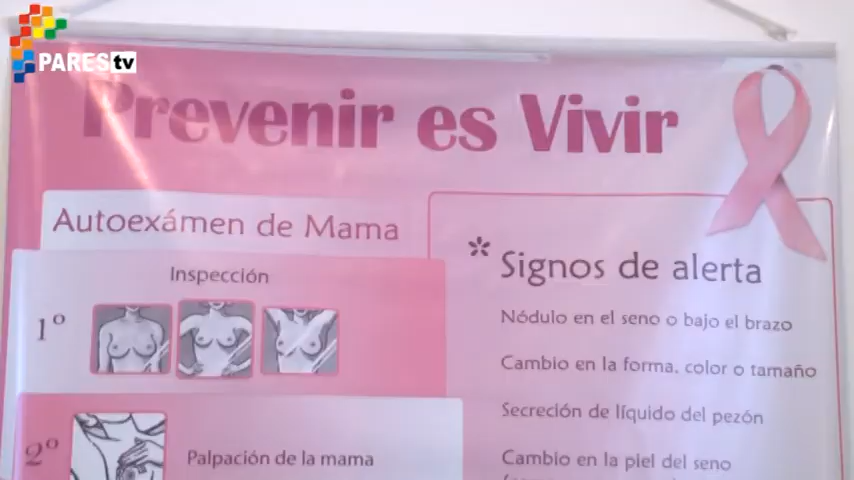 PARES tv
Prevenir es Vivir
Autoexámen de Mama
Inspección
1º
2º
Palpación de la mama
* Signos de alerta
Nódulo en el seno o bajo el brazo
Cambio en la forma, color o tamaño
Secreción de líquido del pezón
Cambio en la piel del seno